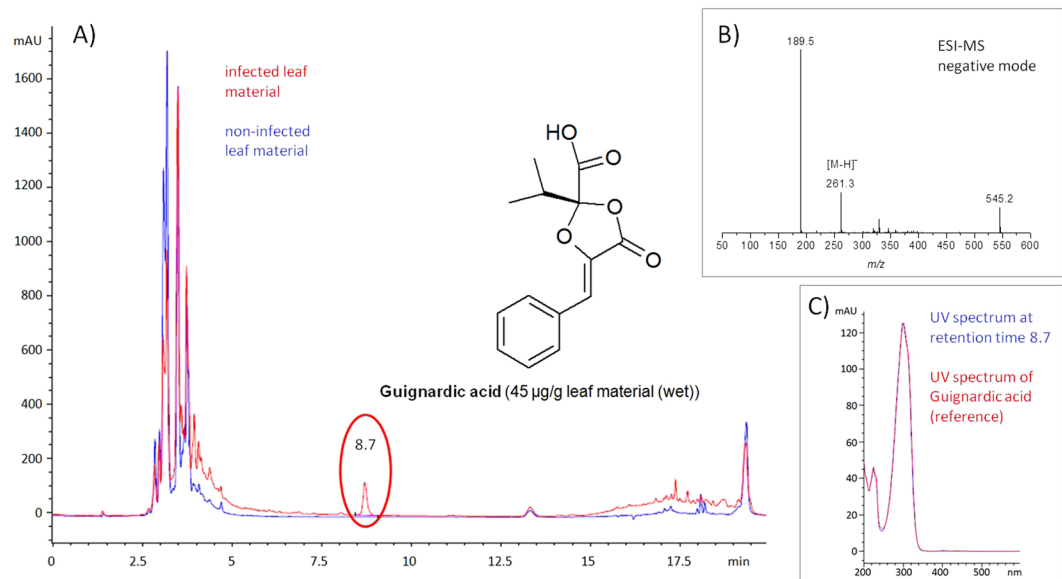 A)
mAU
1600
1400
1200
1000
800
600
400
200
0
0
2.5
5
7.5
10
12.5
15
17.5
min
infected leaf
material
non-infected
leaf material
8.7
HO
O
O
O
O
Guignardic acid (45 µg/g leaf material (wet))
B)
ESI-MS
negative mode
189.5
[M-H]⁻
261.3
545.2
50 100 150 200 250 300 350 400 450 500 550 600
m/z
C)
mAU
120
100
80
60
40
20
0
200 300 400 500 nm
UV spectrum at
retention time 8.7
UV spectrum of
Guignardic acid
(reference)